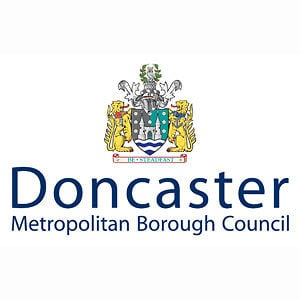 BE • STEADFAST
Doncaster
Metropolitan Borough Council